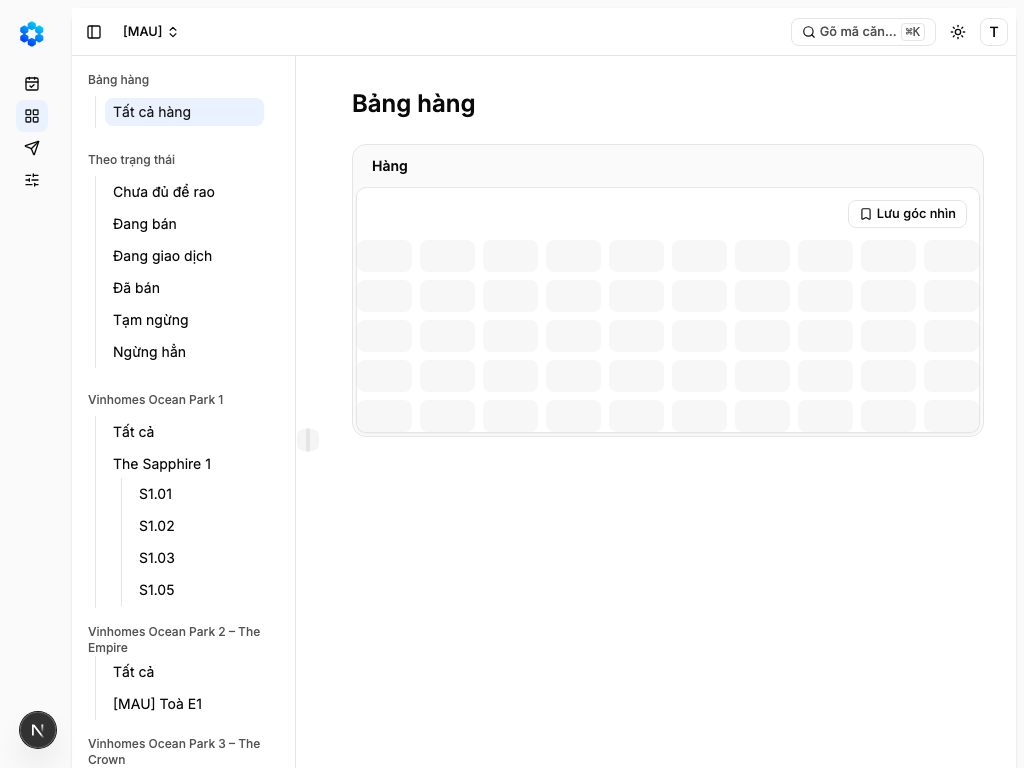 [MAU]
Gõ mã căn... ⌘K
T
Bảng hàng
Tất cả hàng
Theo trạng thái
Chưa đủ để rao
Đang bán
Đang giao dịch
Đã bán
Tạm ngừng
Ngừng hẳn
Vinhomes Ocean Park 1
Tất cả
The Sapphire 1
S1.01
S1.02
S1.03
S1.05
Vinhomes Ocean Park 2 – The
Empire
Tất cả
[MAU] Toà E1
Vinhomes Ocean Park 3 – The
Crown
N
Bảng hàng
Hàng
Lưu góc nhìn